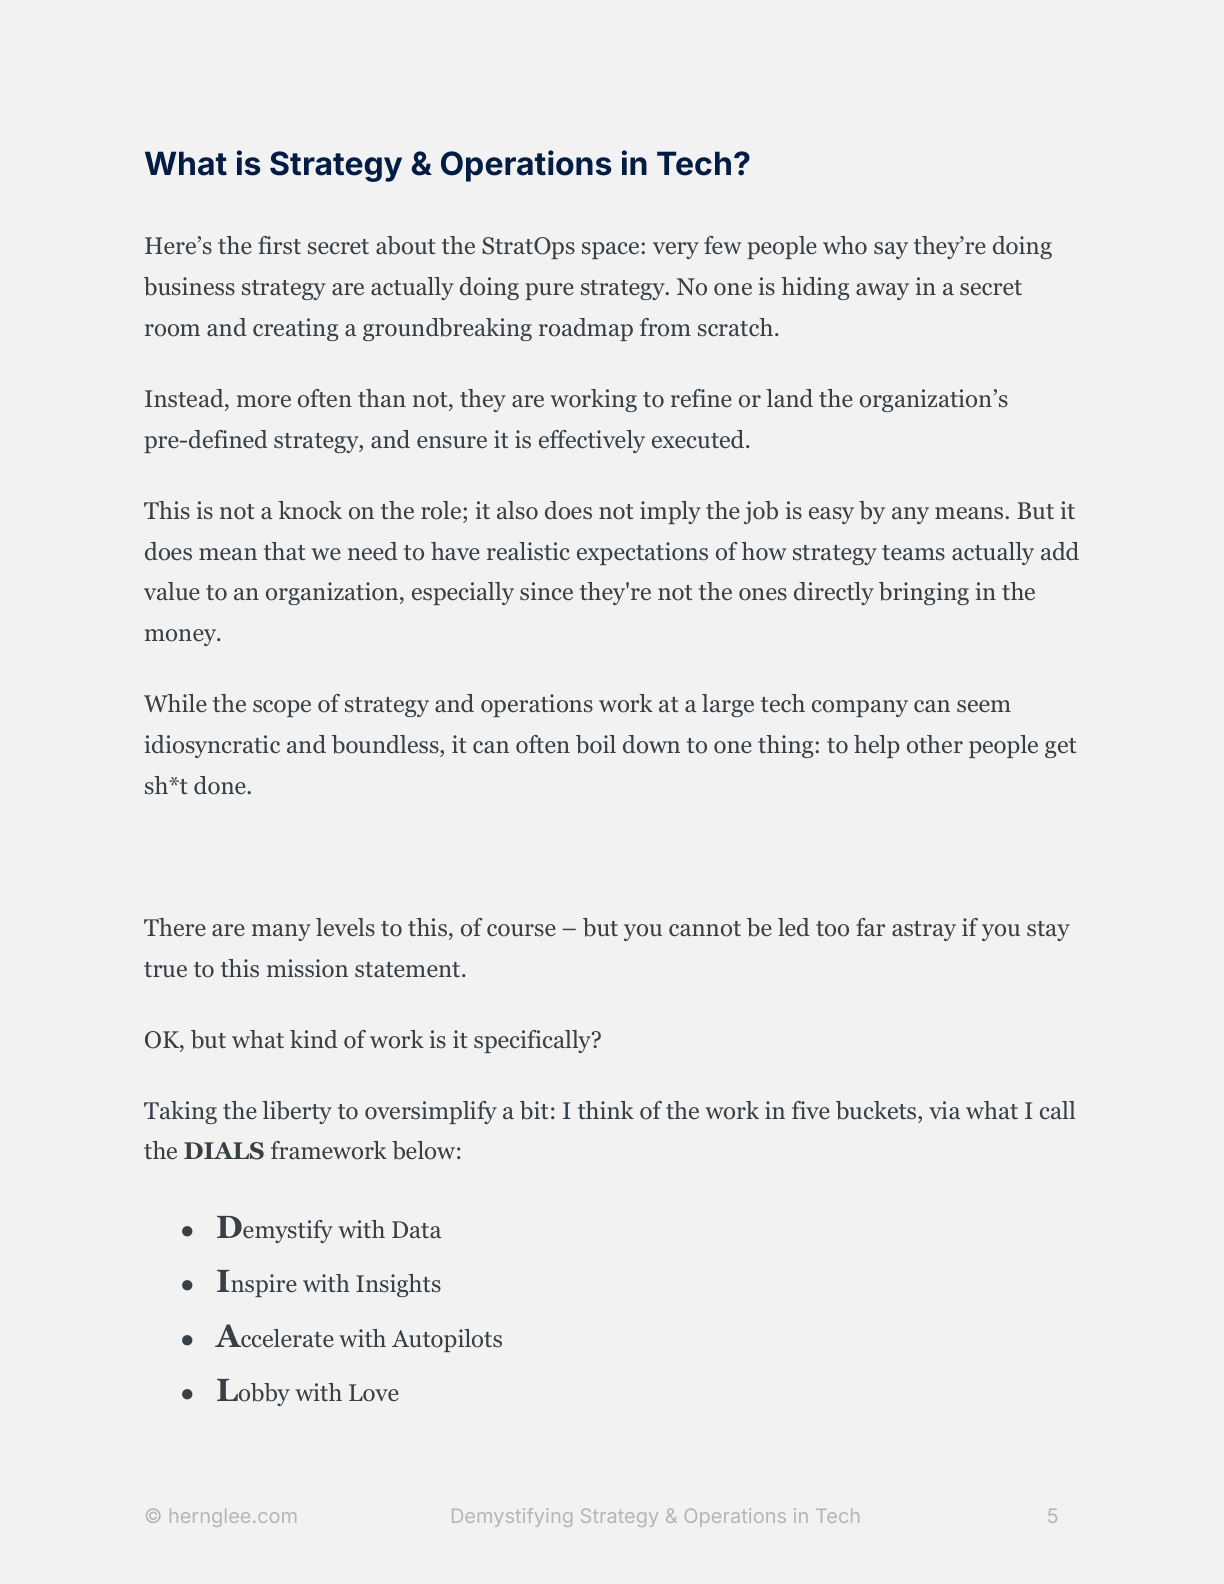 What is Strategy & Operations in Tech?
Here’s the first secret about the StratOps space: very few people who say they’re doing
business strategy are actually doing pure strategy. No one is hiding away in a secret
room and creating a groundbreaking roadmap from scratch.
Instead, more often than not, they are working to refine or land the organization’s
pre-defined strategy, and ensure it is effectively executed.
This is not a knock on the role; it also does not imply the job is easy by any means. But it
does mean that we need to have realistic expectations of how strategy teams actually add
value to an organization, especially since they're not the ones directly bringing in the
money.
While the scope of strategy and operations work at a large tech company can seem
idiosyncratic and boundless, it can often boil down to one thing: to help other people get
sh*t done.
There are many levels to this, of course – but you cannot be led too far astray if you stay
true to this mission statement.
OK, but what kind of work is it specifically?
Taking the liberty to oversimplify a bit: I think of the work in five buckets, via what I call
the DIALS framework below:
● Demystify with Data
● Inspire with Insights
● Accelerate with Autopilots
● Lobby with Love
© hernglee.com Demystifying Strategy & Operations in Tech 5